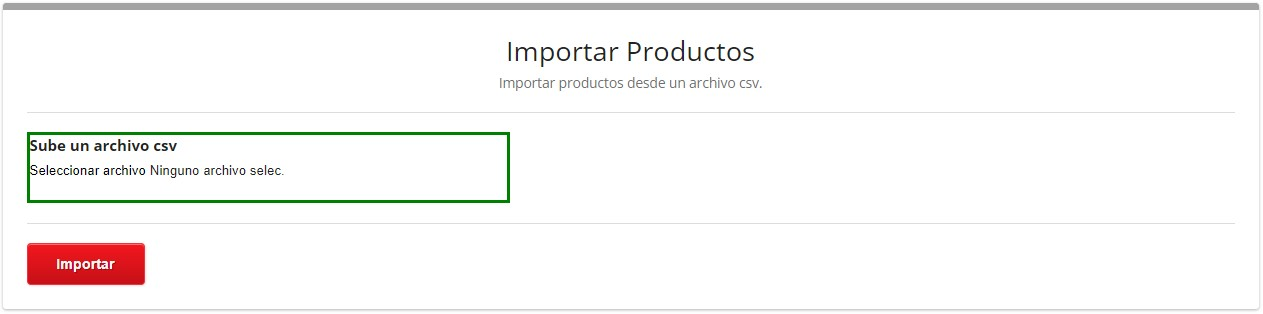 Importar Productos
Importar productos desde un archivo csv.
Sube un archivo csv
Seleccionar archivo Ninguno archivo selec.
Importar